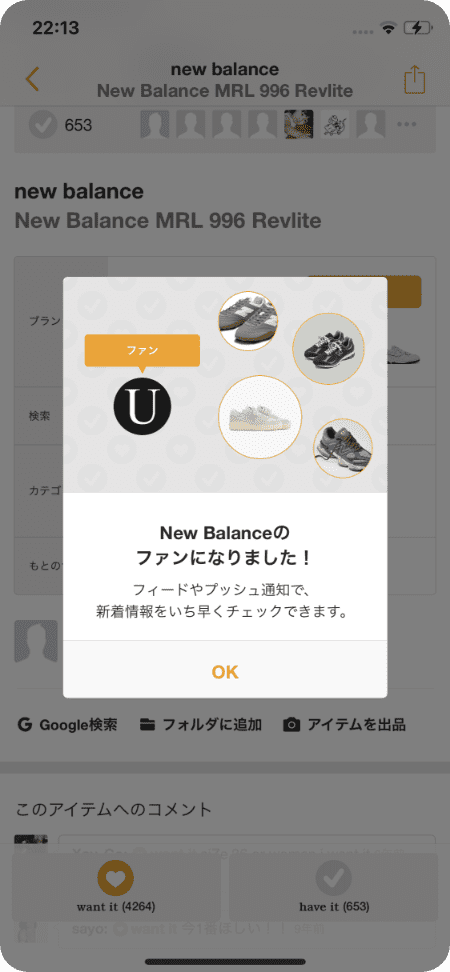 22:13
new balance
New Balance MRL 996 Revlite
653
new balance
New Balance MRL 996 Revlite
ブラン
ファン
U
検索
カテゴ
New Balanceの
ファンになりました！
もとの
フィードやプッシュ通知で、
新着情報をいち早くチェックできます。
OK
Google検索
フォルダに追加
アイテムを出品
このアイテムへのコメント
want it (4264)
have it (653)
sayo: want it 今1番ほしい！！ 9年前